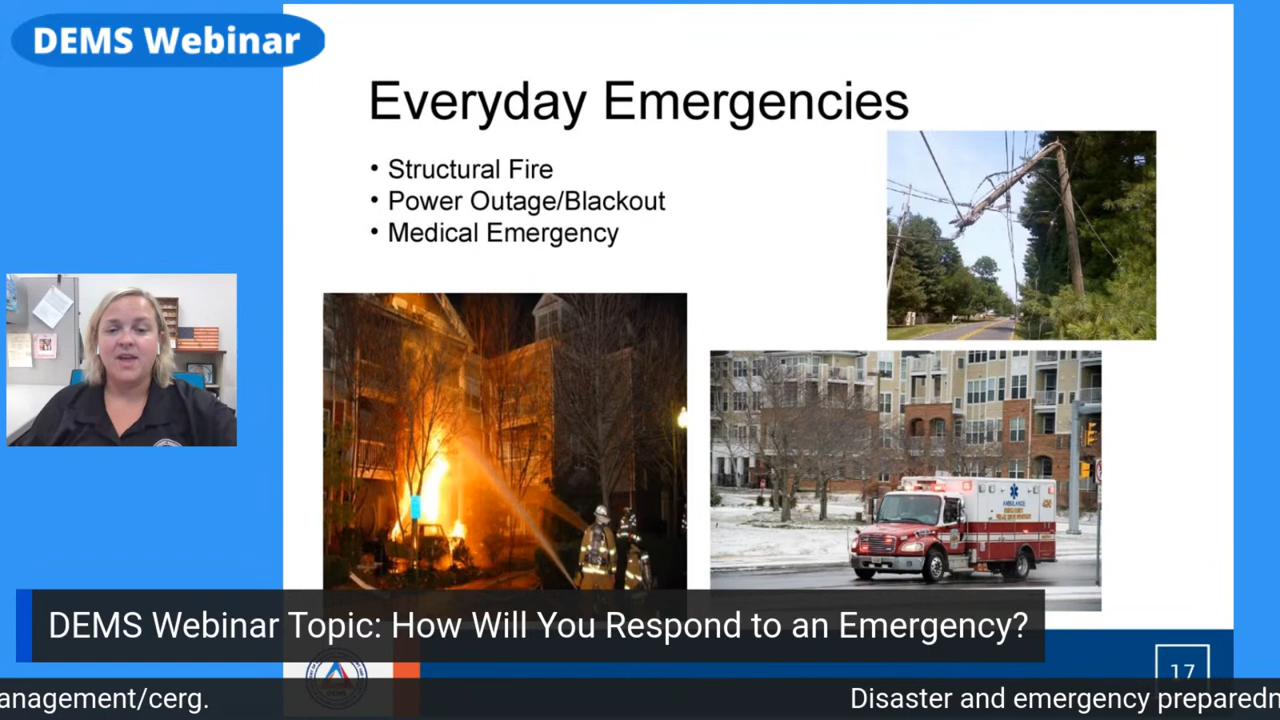 DEMS Webinar
Everyday Emergencies
• Structural Fire
• Power Outage/Blackout
• Medical Emergency
AMBULANCE
DEMS Webinar Topic: How Will You Respond to an Emergency?
17
anagement/cerg.
Disaster and emergency preparedn